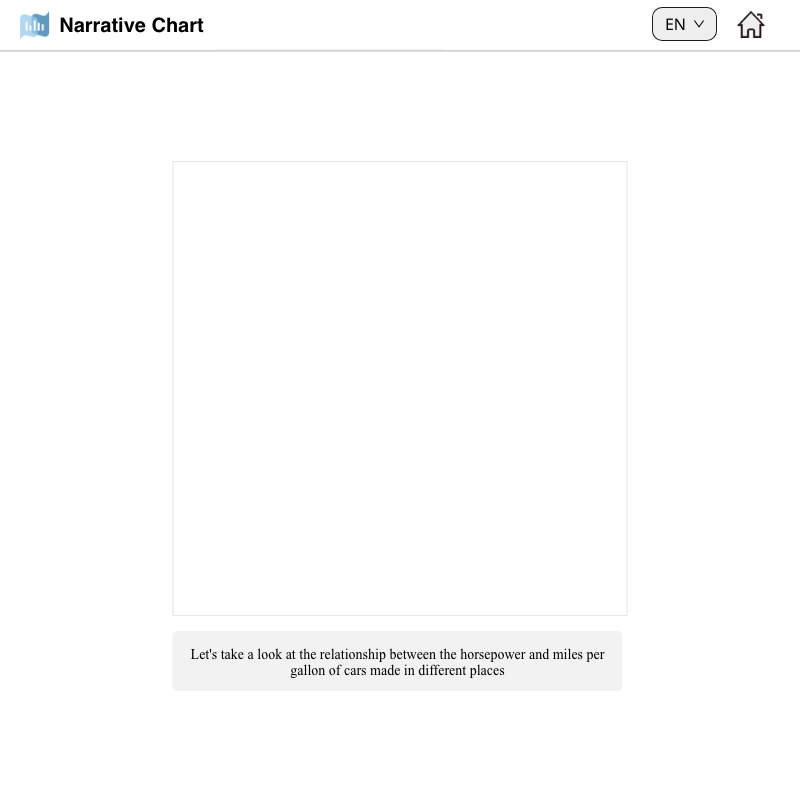 Narrative Chart
EN
Let's take a look at the relationship between the horsepower and miles per
gallon of cars made in different places